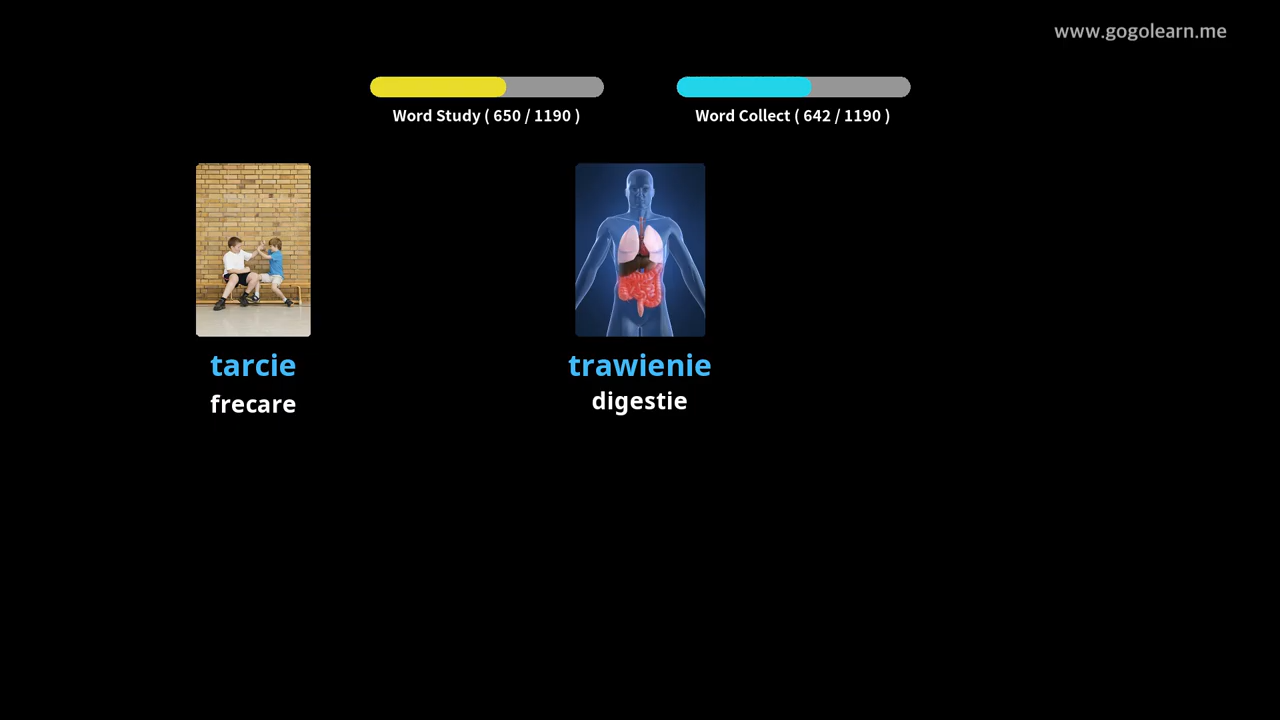 www.gogolearn.me
Word Study ( 650 / 1190 )
Word Collect ( 642 / 1190 )
tarcie
frecare
trawienie
digestie